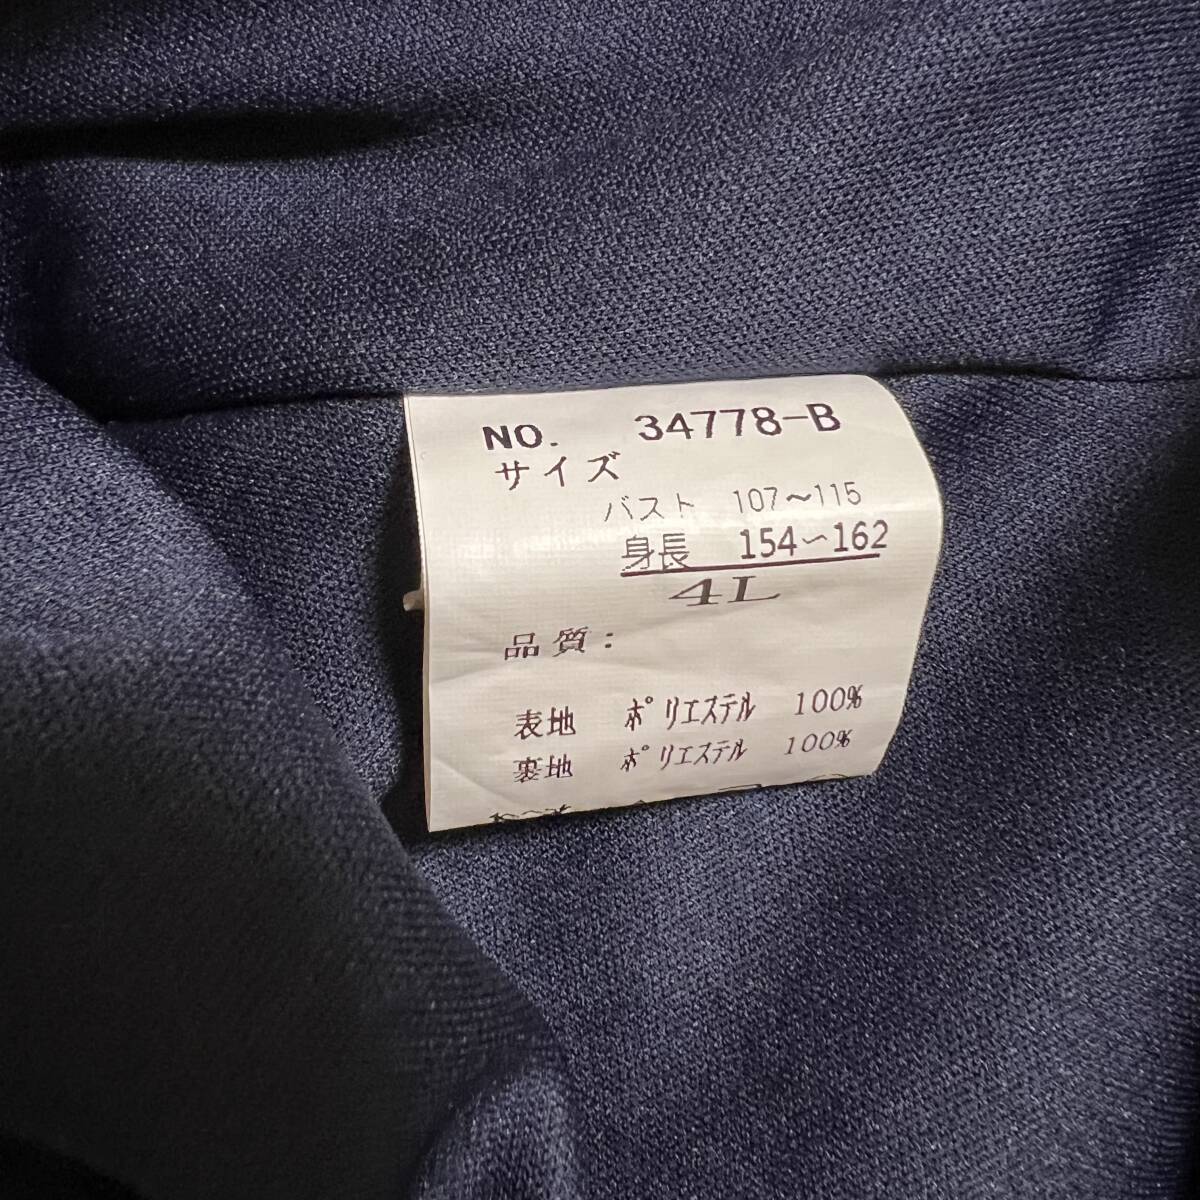 NO. 34778-B
サイズ
バスト 107～115
身長 154～162
4L
品質:
表地 ポリエステル 100%
裏地 ポリエステル 100%